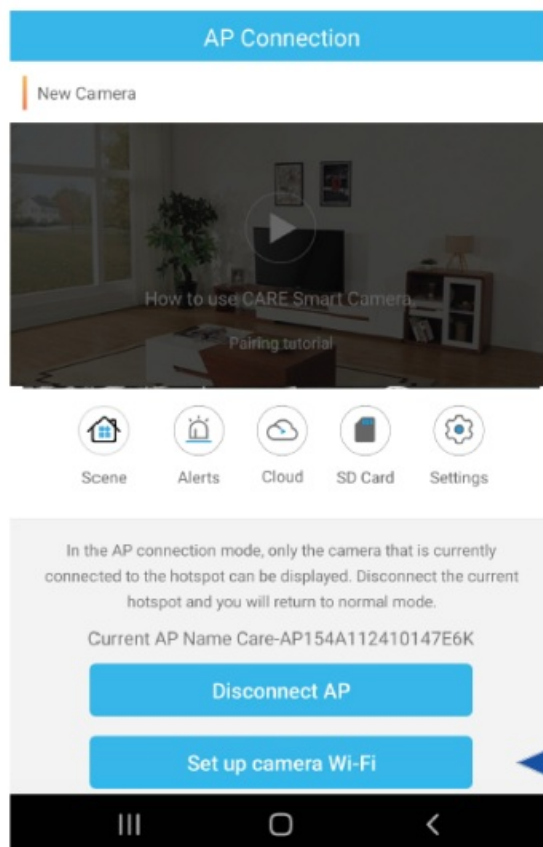 AP Connection
New Camera
How to use CARE Smart Camera
Pairing tutorial
Scene Alerts Cloud SD Card Settings
In the AP connection mode, only the camera that is currently
connected to the hotspot can be displayed. Disconnect the current
hotspot and you will return to normal mode.
Current AP Name Care-AP154A112410147E6K
Disconnect AP
Set up camera Wi-Fi